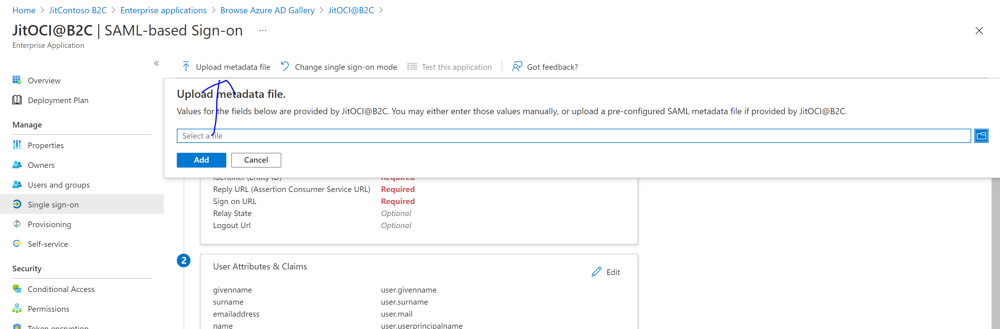 Home > JitContoso B2C > Enterprise applications > Browse Azure AD Gallery > JitOCI@B2C >
JitOCI@B2C | SAML-based Sign-on ...
Enterprise Application
«
Upload metadata file
Change single sign-on mode
Test this application
Got feedback?
Overview
Deployment Plan
Manage
Properties
Owners
Users and groups
Single sign-on
Provisioning
Self-service
Security
Conditional Access
Permissions
Token encryption
Upload metadata file.
Values for the fields below are provided by JitOCI@B2C. You may either enter those values manually, or upload a pre-configured SAML metadata file if provided by JitOCI@B2C.
Select a file
Add
Cancel
Identifier (Entity ID) Required
Reply URL (Assertion Consumer Service URL) Required
Sign on URL Required
Relay State Optional
Logout Url Optional
2
User Attributes & Claims
Edit
givenname user.givenname
surname user.surname
emailaddress user.mail
name user.userprincipalname